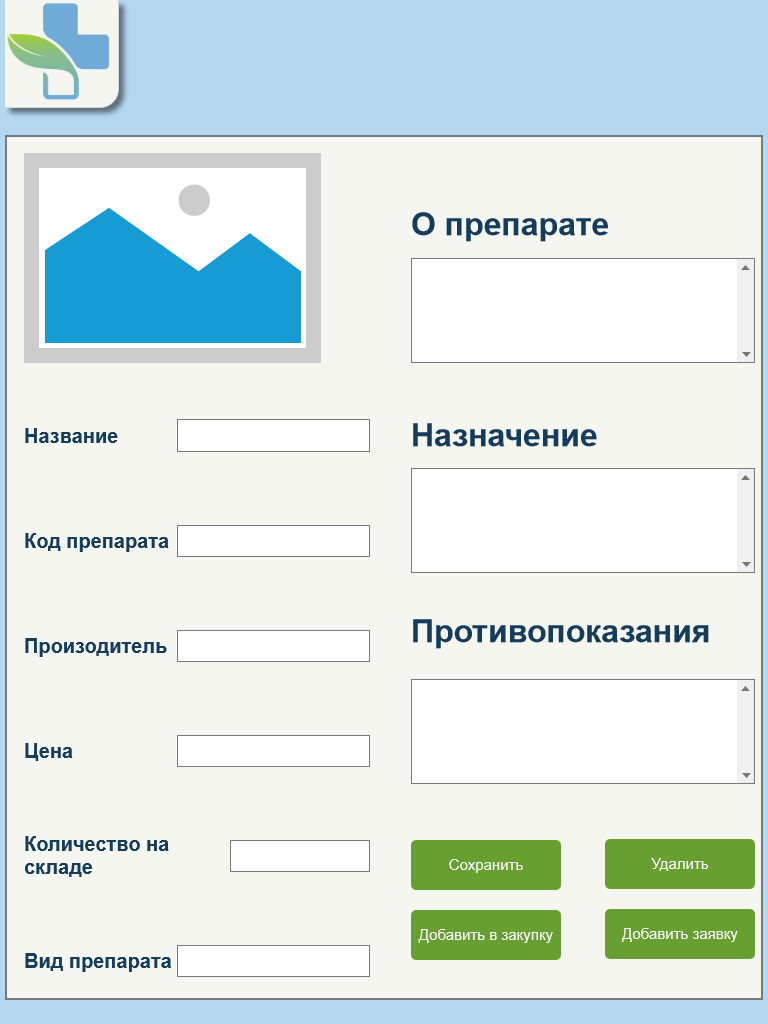 О препарате
Название
Назначение
Код препарата
Произодитель
Противопоказания
Цена
Количество на
складе
Сохранить
Удалить
Добавить в закупку
Добавить заявку
Вид препарата